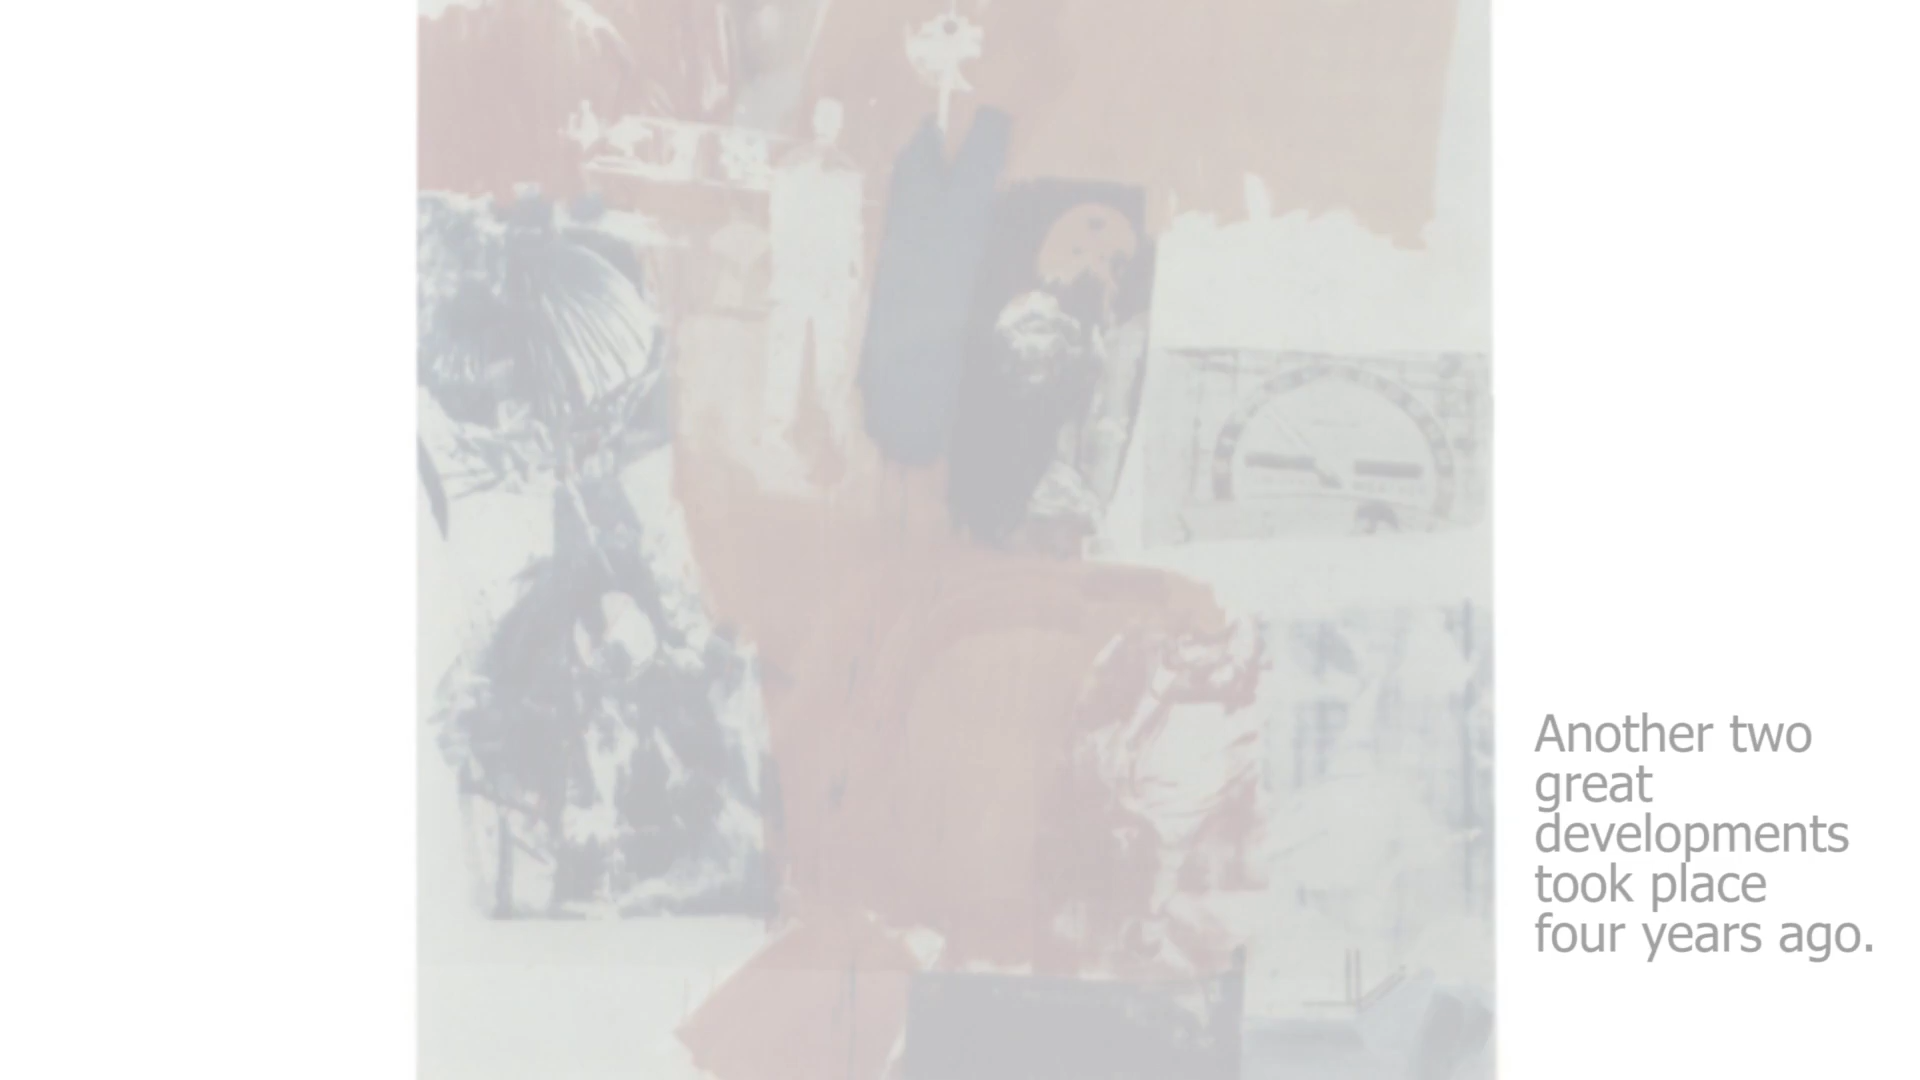 Another two
great
developments
took place
four years ago.